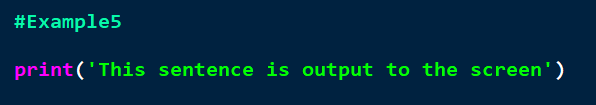 #Example5
print('This sentence is output to the screen')